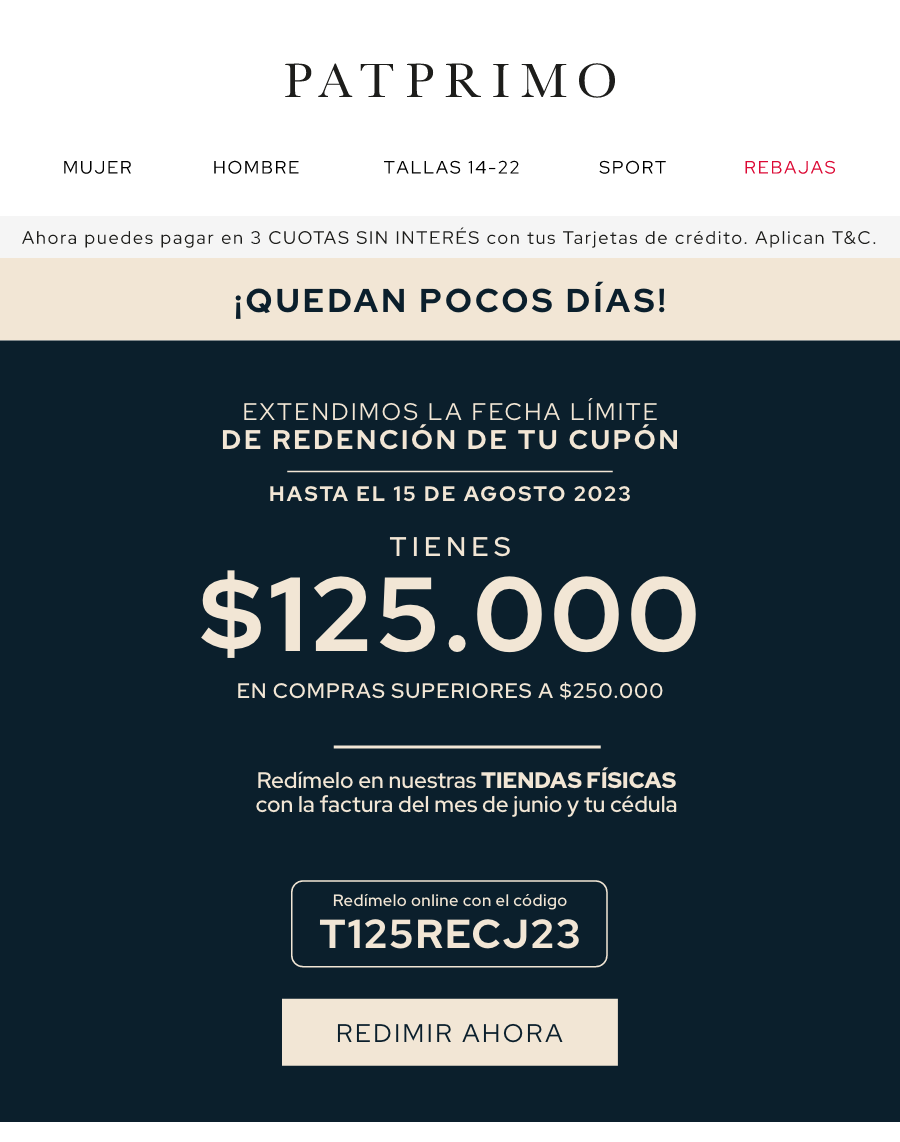 PATPRIMO
MUJER HOMBRE TALLAS 14-22 SPORT REBAJAS
Ahora puedes pagar en 3 CUOTAS SIN INTERÉS con tus Tarjetas de crédito. Aplican T&C.
¡QUEDAN POCOS DÍAS!
EXTENDIMOS LA FECHA LÍMITE
DE REDENCIÓN DE TU CUPÓN
HASTA EL 15 DE AGOSTO 2023
TIENES
$125.000
EN COMPRAS SUPERIORES A $250.000
Redímelo en nuestras TIENDAS FÍSICAS
con la factura del mes de junio y tu cédula
Redímelo online con el código
T125RECJ23
REDIMIR AHORA